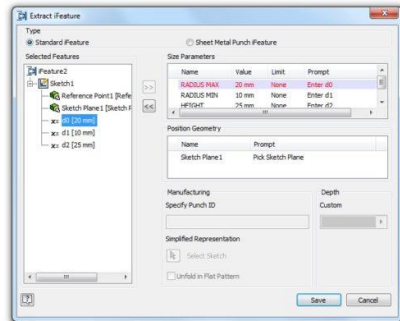 Extract iFeature
Type
Standard iFeature Sheet Metal Punch iFeature
Selected Features
iFeature2
Sketch1
Reference Point1 [Refe
Sketch Plane1 [Sketch F
x= d0 [20 mm]
x= d1 [10 mm]
x= d2 [25 mm]
>>
<<
Size Parameters
Name Value Limit Prompt
RADIUS MAX 20 mm None Enter d0
RADIUS MIN 10 mm None Enter d1
HEIGHT 25 mm None Enter d2
Position Geometry
Name Prompt
Sketch Plane1 Pick Sketch Plane
Manufacturing
Specify Punch ID
Simplified Representation
Select Sketch
Unfold in Flat Pattern
Depth
Custom
?
Save Cancel